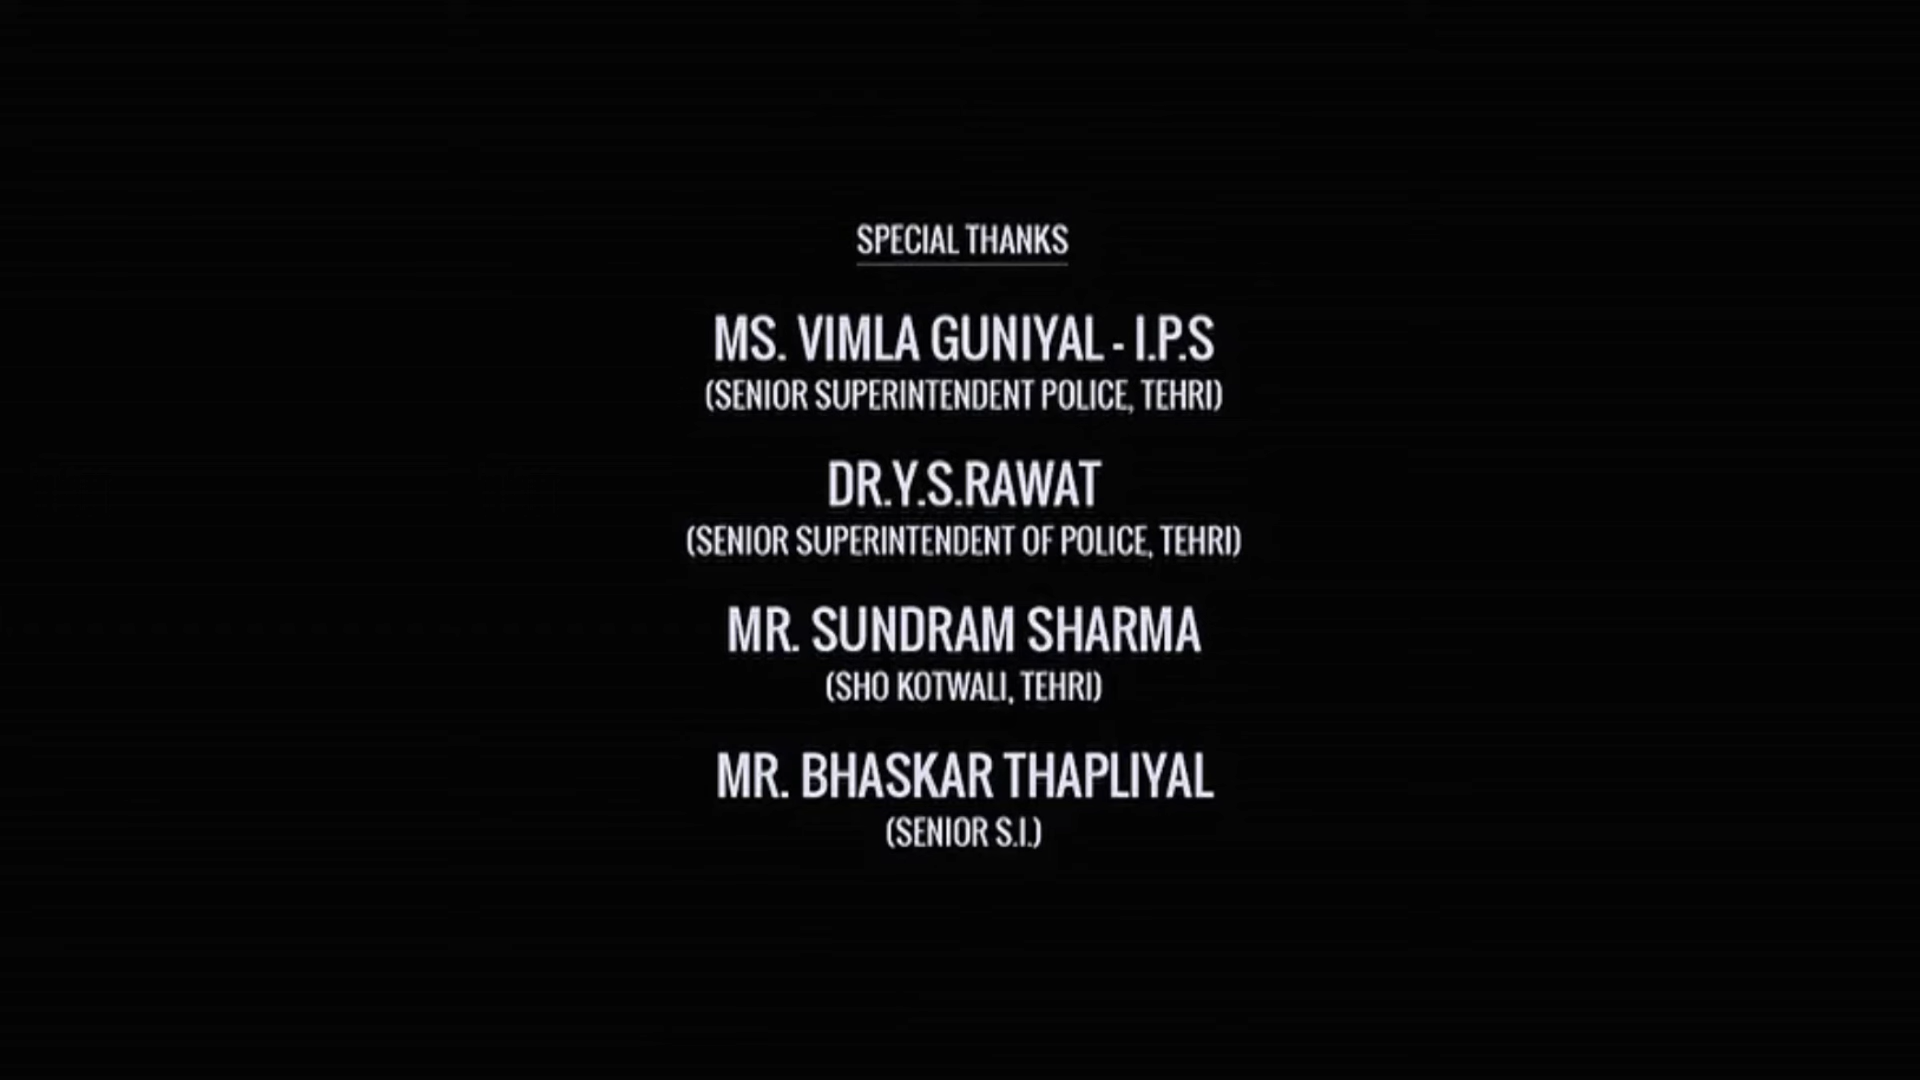 SPECIAL THANKS
MS. VIMLA GUNIYAL - I.P.S
(SENIOR SUPERINTENDENT POLICE, TEHRI)
DR.Y.S.RAWAT
(SENIOR SUPERINTENDENT OF POLICE, TEHRI)
MR. SUNDRAM SHARMA
(SHO KOTWALI, TEHRI)
MR. BHASKAR THAPLIYAL
(SENIOR S.I.)